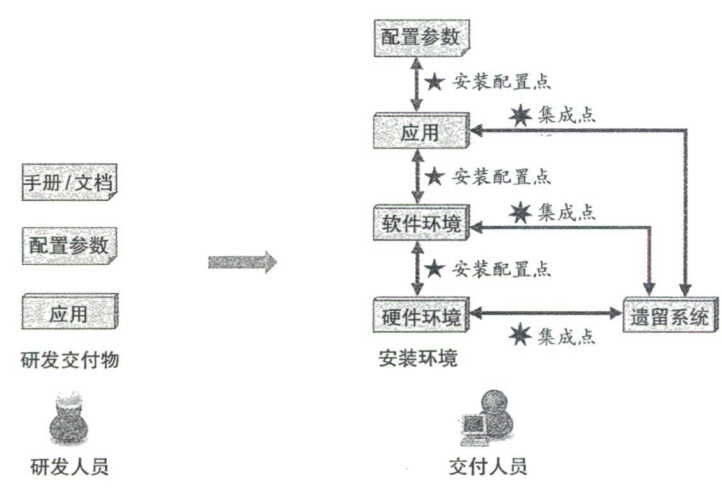 配置参数
安装配置点
集成点
应用
手册/文档
安装配置点
软件环境
集成点
配置参数
安装配置点
应用
硬件环境
遗留系统
集成点
研发交付物
安装环境
研发人员
交付人员